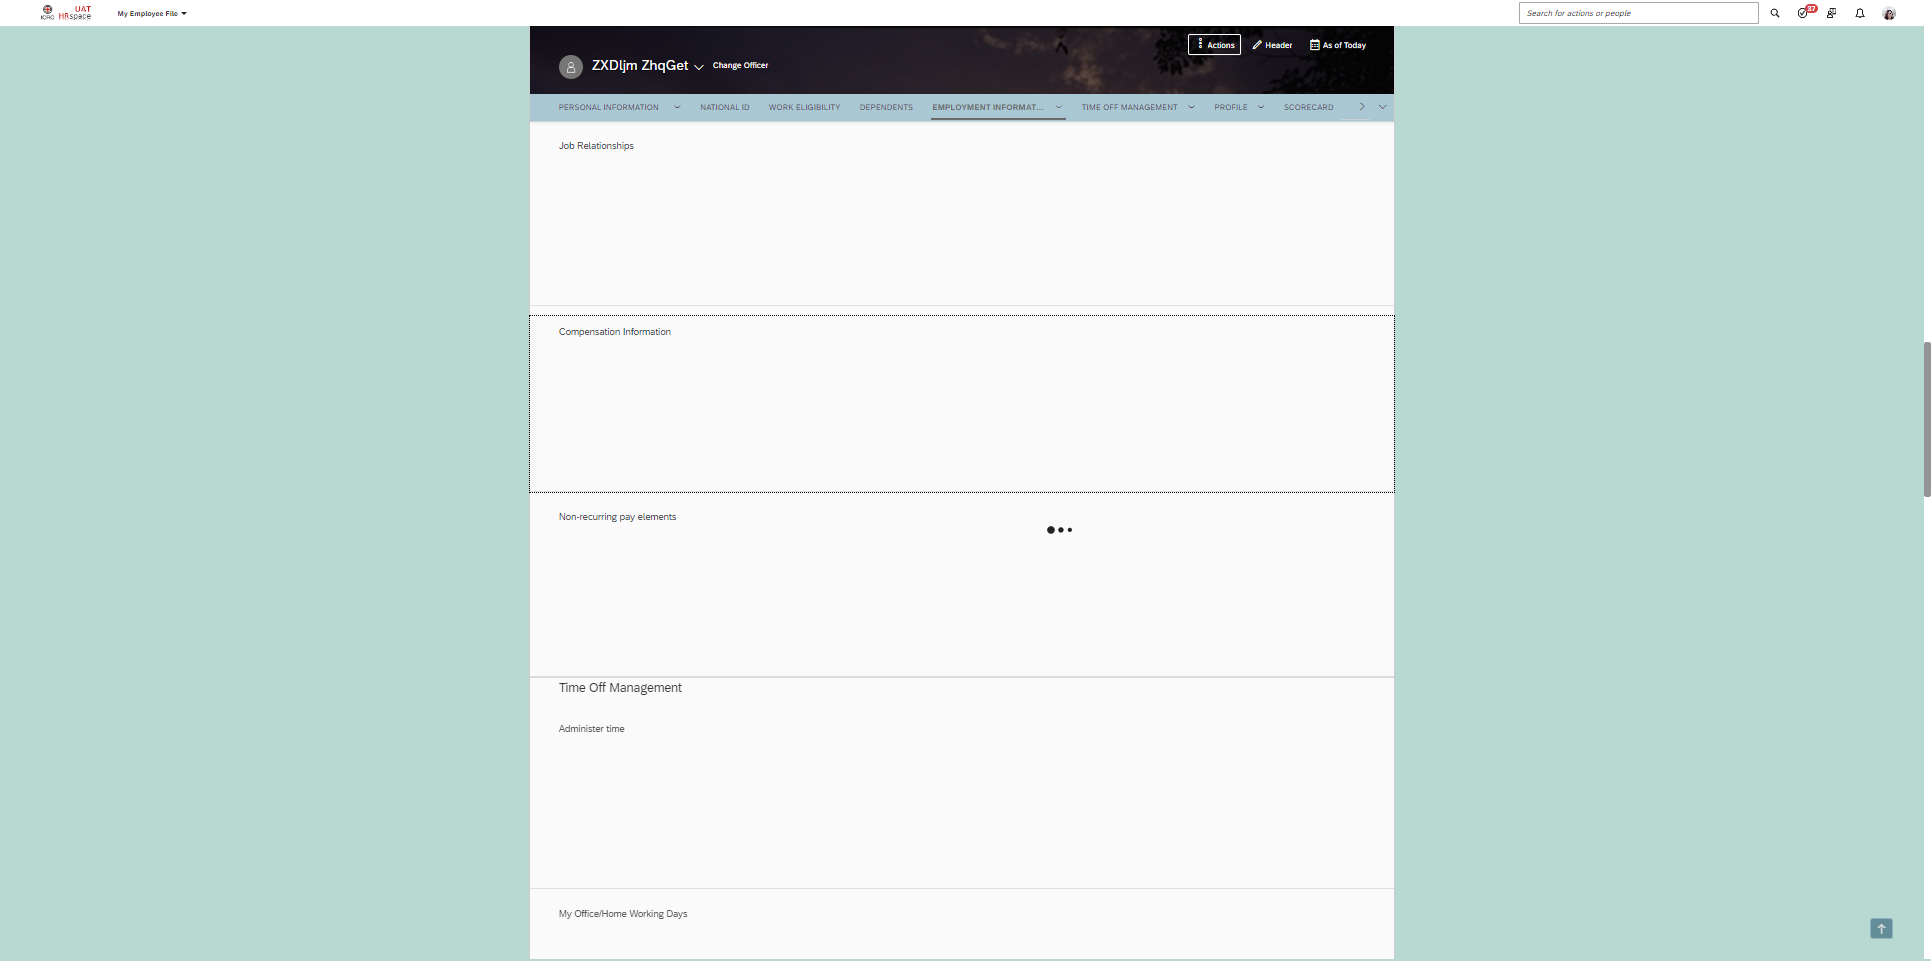 ICRC
UAT
HRspace
My Employee File
Search for actions or people
37
Actions
Header
As of Today
ZXDljm ZhqGet
Change Officer
PERSONAL INFORMATION
NATIONAL ID
WORK ELIGIBILITY
DEPENDENTS
EMPLOYMENT INFORMAT...
TIME OFF MANAGEMENT
PROFILE
SCORECARD
Job Relationships
Compensation Information
Non-recurring pay elements
Time Off Management
Administer time
My Office/Home Working Days